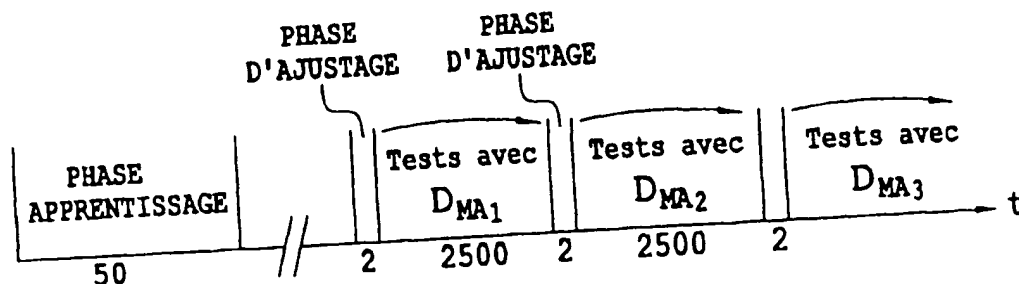 PHASE
D'AJUSTAGE
PHASE
D'AJUSTAGE
PHASE
APPRENTISSAGE
Tests avec
DMA1
Tests avec
DMA2
Tests avec
DMA3
t
50
2
2500
2
2500
2